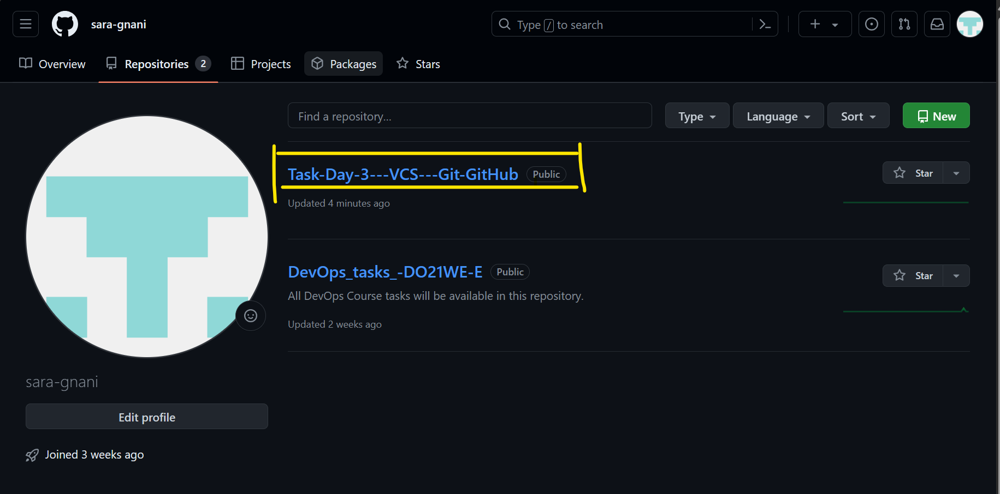 sara-gnani
Type / to search
Overview
Repositories 2
Projects
Packages
Stars
Find a repository...
Type
Language
Sort
New
Task-Day-3---VCS---Git-GitHub Public
Star
Updated 4 minutes ago
DevOps_tasks_-DO21WE-E Public
Star
All DevOps Course tasks will be available in this repository.
Updated 2 weeks ago
sara-gnani
Edit profile
Joined 3 weeks ago